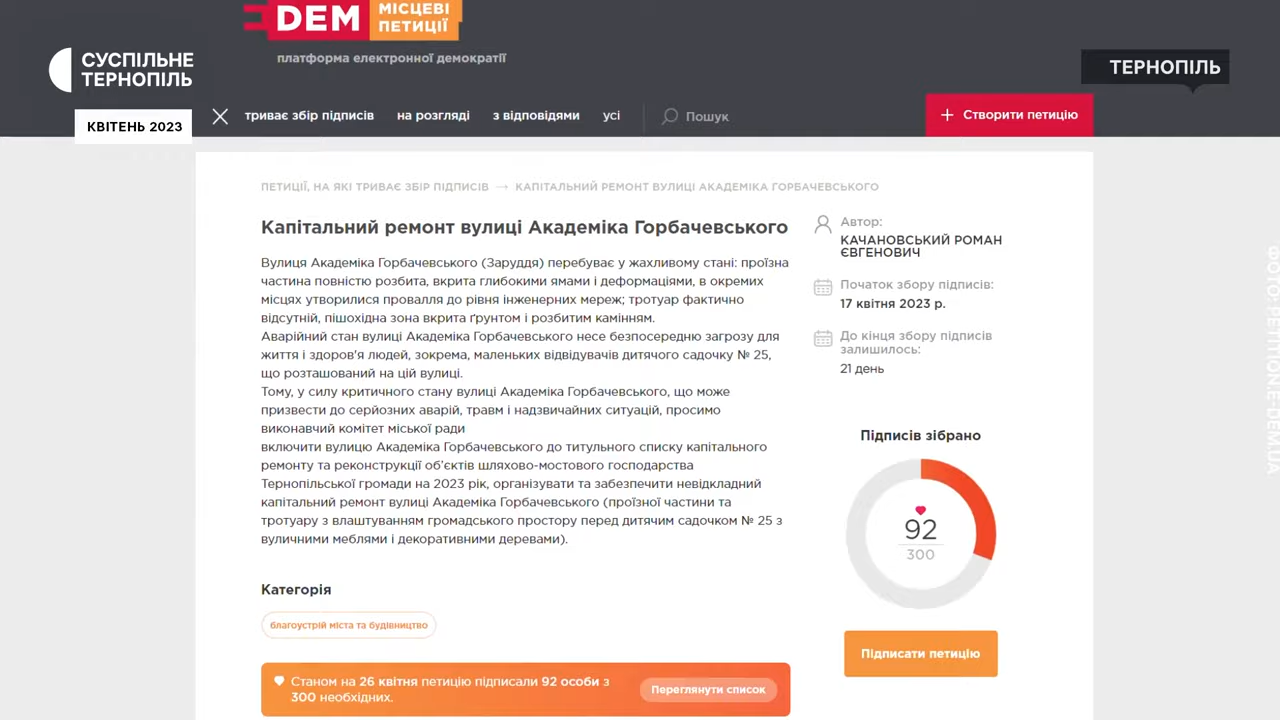 DEM
МІСЦЕВІ
ПЕТИЦІЇ
платформа електронної демократії
СУСПІЛЬНЕ
ТЕРНОПІЛЬ
ТЕРНОПІЛЬ
КВІТЕНЬ 2023
триває збір підписів на розгляді з відповідями усі Пошук
+ Створити петицію
ПЕТИЦІЇ, НА ЯКІ ТРИВАЄ ЗБІР ПІДПИСІВ → КАПІТАЛЬНИЙ РЕМОНТ ВУЛИЦІ АКАДЕМІКА ГОРБАЧЕВСЬКОГО
Капітальний ремонт вулиці Академіка Горбачевського
Вулиця Академіка Горбачевського (Заруддя) перебуває у жахливому стані: проїзна
частина повністю розбита, вкрита глибокими ямами і деформаціями, в окремих
місцях утворилися провалля до рівня інженерних мереж; тротуар фактично
відсутній, пішохідна зона вкрита ґрунтом і розбитим камінням.
Аварійний стан вулиці Академіка Горбачевського несе безпосередню загрозу для
життя і здоров'я людей, зокрема, маленьких відвідувачів дитячого садочку № 25,
що розташований на цій вулиці.
Тому, у силу критичного стану вулиці Академіка Горбачевського, що може
призвести до серйозних аварій, травм і надзвичайних ситуацій, просимо
виконавчий комітет міської ради
включити вулицю Академіка Горбачевського до титульного списку капітального
ремонту та реконструкції об'єктів шляхово-мостового господарства
Тернопільської громади на 2023 рік, організувати та забезпечити невідкладний
капітальний ремонт вулиці Академіка Горбачевського (проїзної частини та
тротуару з влаштуванням громадського простору перед дитячим садочком № 25 з
вуличними меблями і декоративними деревами).
Категорія
благоустрій міста та будівництво
Станом на 26 квітня петицію підписали 92 особи з
300 необхідних.
Переглянути список
Автор:
КАЧАНОВСЬКИЙ РОМАН
ЄВГЕНОВИЧ
Початок збору підписів:
17 квітня 2023 р.
До кінця збору підписів
залишилось:
21 день
Підписів зібрано
92
300
Підписати петицію
ФОТО: PETITION.E-DEM.UA